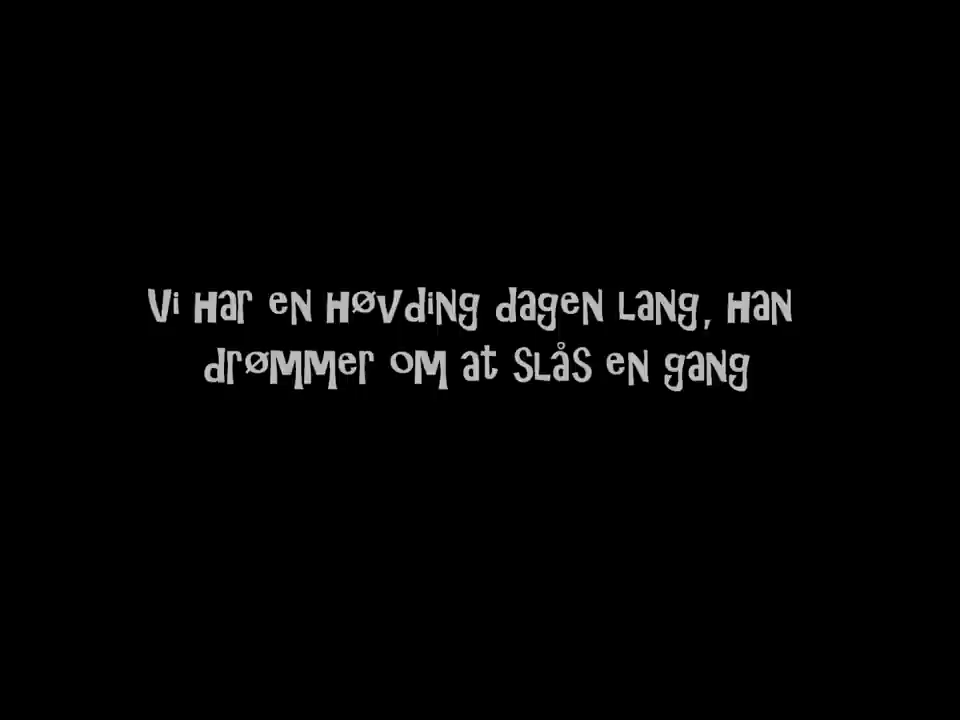 Vi har en høvding dagen lang, han
drømmer om at slås en gang